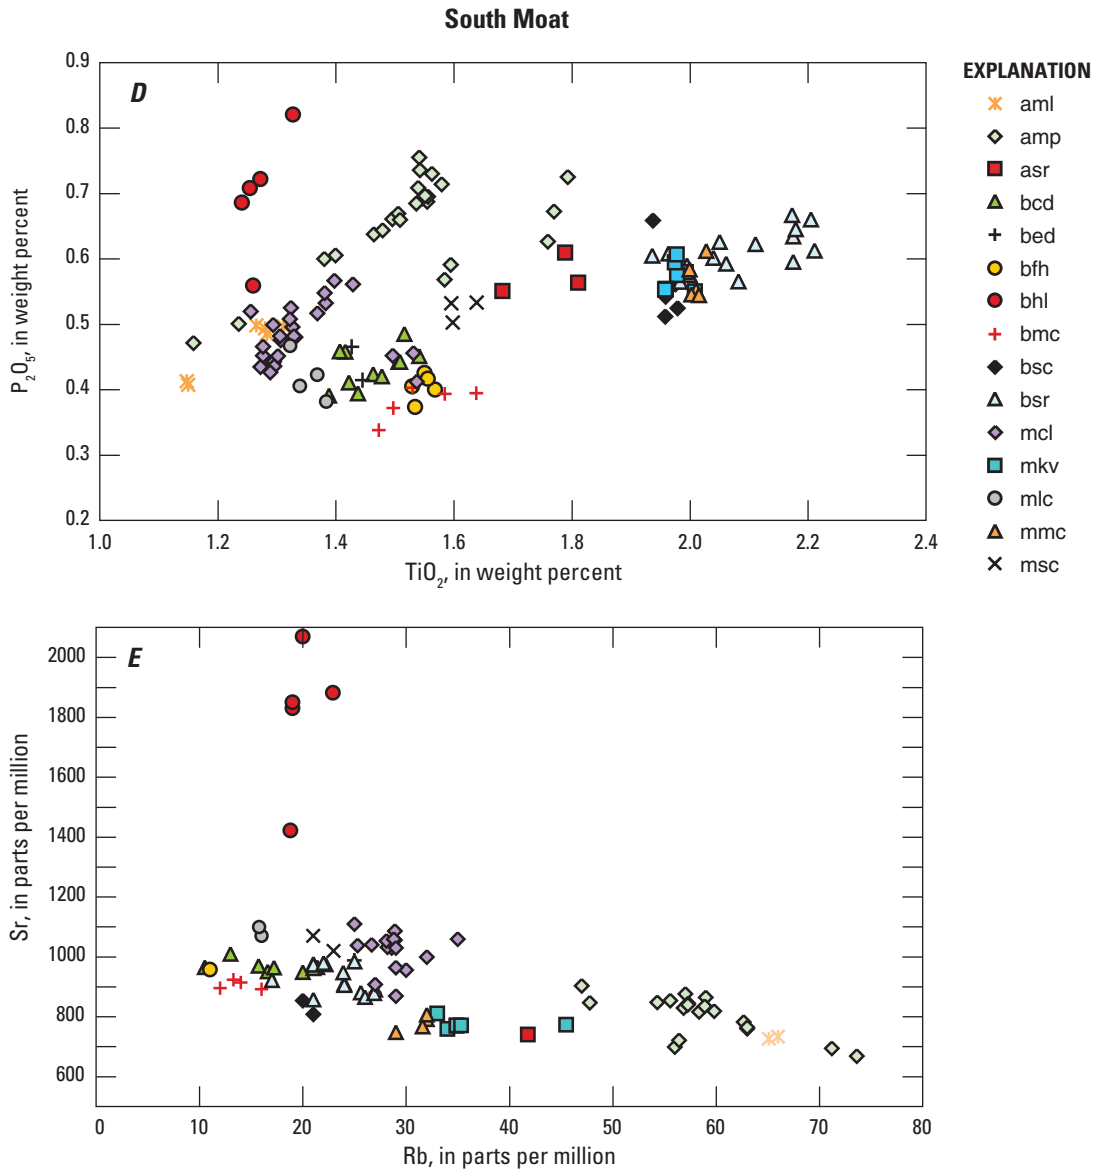 South Moat
D
0.9
0.8
0.7
0.6
0.5
0.4
0.3
0.2
P₂O₅, in weight percent
1.0 1.2 1.4 1.6 1.8 2.0 2.2 2.4
TiO₂, in weight percent
EXPLANATION
aml
amp
asr
bcd
bed
bfh
bhl
bmc
bsc
bsr
mcl
mkv
mlc
mmc
msc
E
2000
1800
1600
1400
1200
1000
800
600
Sr, in parts per million
0 10 20 30 40 50 60 70 80
Rb, in parts per million